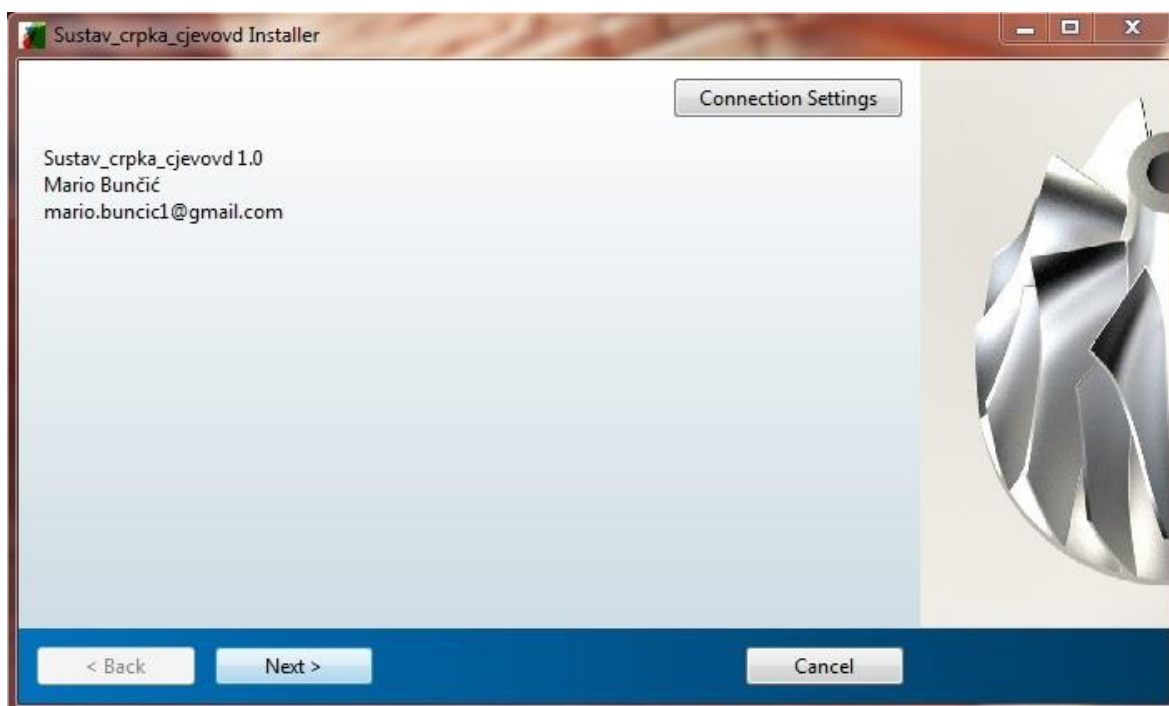 Sustav_crpka_cjevovd Installer
Connection Settings
Sustav_crpka_cjevovd 1.0
Mario Bunčić
mario.buncic1@gmail.com
< Back Next > Cancel